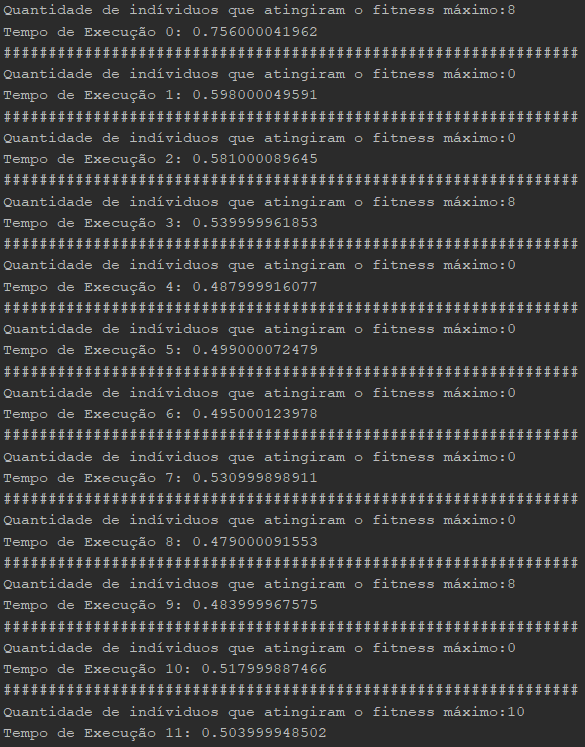 Quantidade de indíviduos que atingiram o fitness máximo:8
Tempo de Execução 0: 0.756000041962
################################################################
Quantidade de indíviduos que atingiram o fitness máximo:0
Tempo de Execução 1: 0.598000049591
################################################################
Quantidade de indíviduos que atingiram o fitness máximo:0
Tempo de Execução 2: 0.581000089645
################################################################
Quantidade de indíviduos que atingiram o fitness máximo:8
Tempo de Execução 3: 0.539999961853
################################################################
Quantidade de indíviduos que atingiram o fitness máximo:0
Tempo de Execução 4: 0.487999916077
################################################################
Quantidade de indíviduos que atingiram o fitness máximo:0
Tempo de Execução 5: 0.499000072479
################################################################
Quantidade de indíviduos que atingiram o fitness máximo:0
Tempo de Execução 6: 0.495000123978
################################################################
Quantidade de indíviduos que atingiram o fitness máximo:0
Tempo de Execução 7: 0.530999898911
################################################################
Quantidade de indíviduos que atingiram o fitness máximo:0
Tempo de Execução 8: 0.479000091553
################################################################
Quantidade de indíviduos que atingiram o fitness máximo:8
Tempo de Execução 9: 0.483999967575
################################################################
Quantidade de indíviduos que atingiram o fitness máximo:0
Tempo de Execução 10: 0.517999887466
################################################################
Quantidade de indíviduos que atingiram o fitness máximo:10
Tempo de Execução 11: 0.503999948502